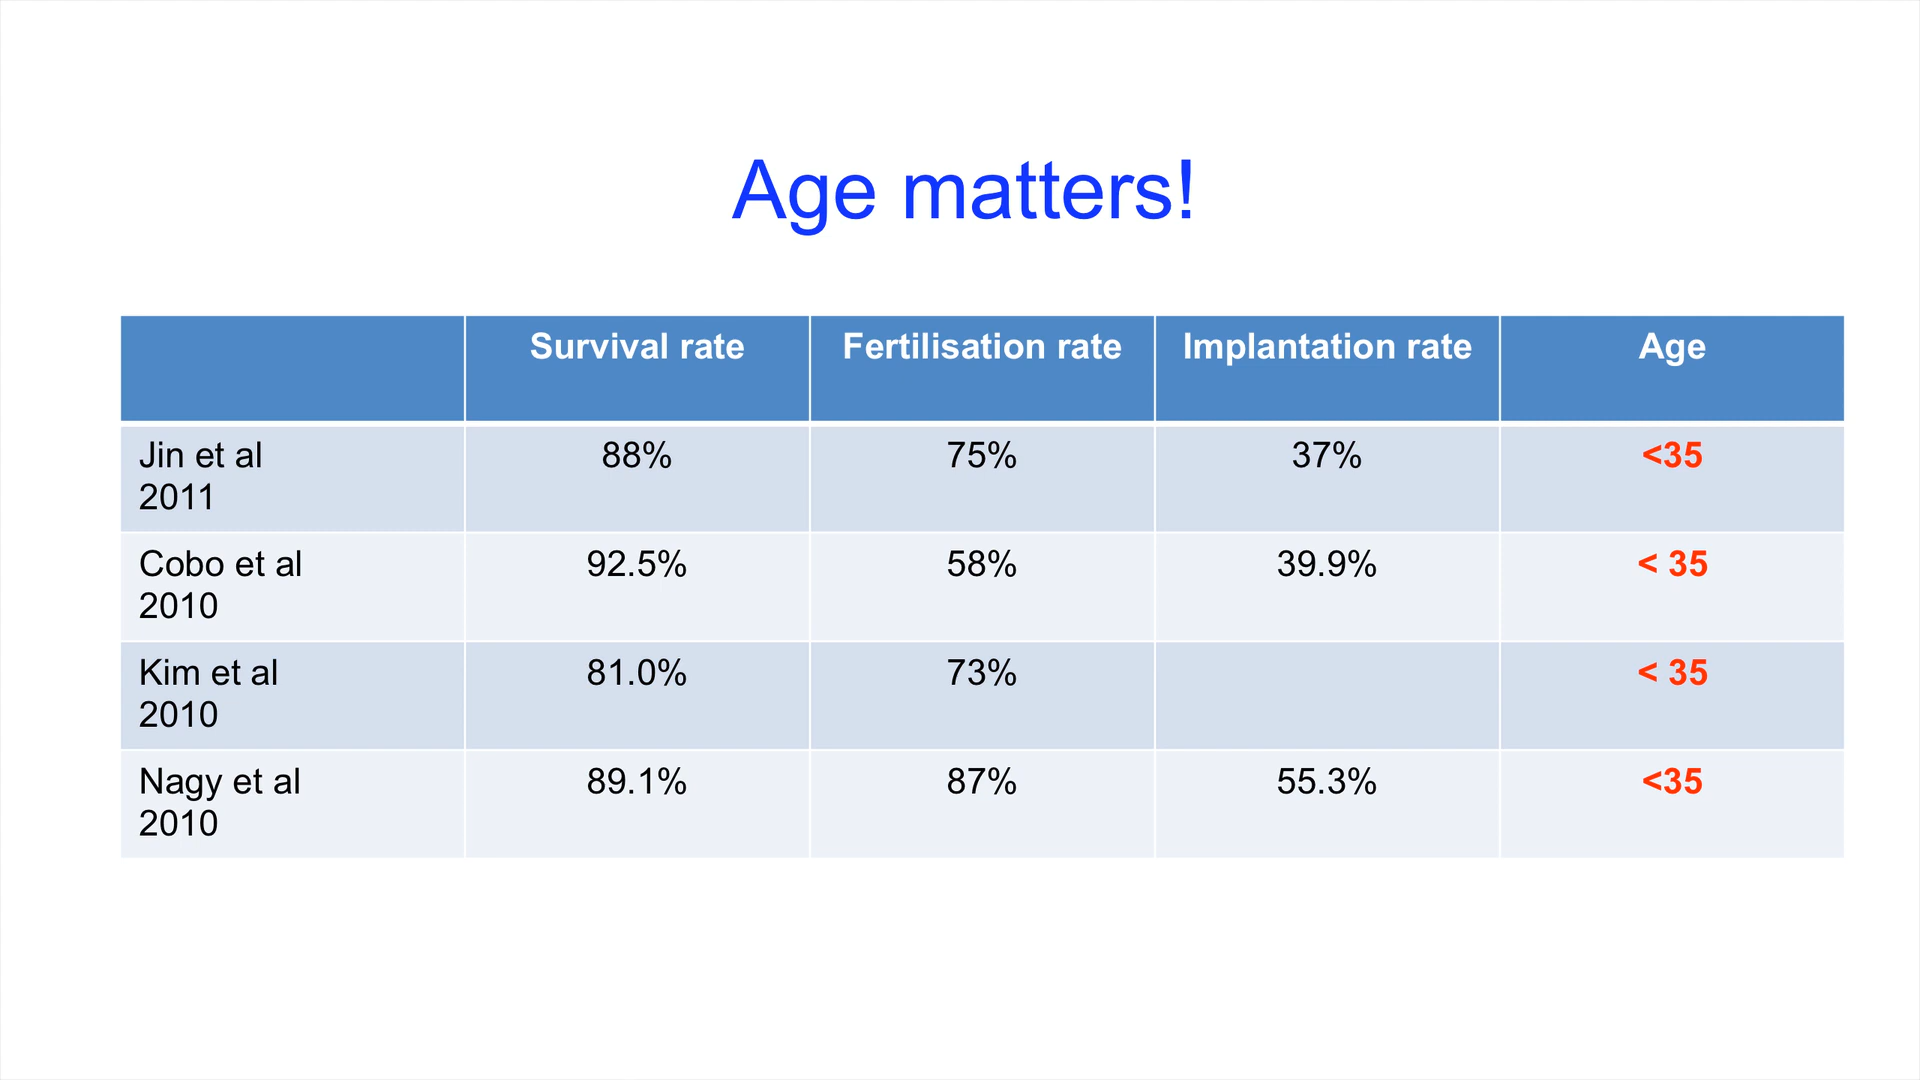 Age matters!
Survival rate Fertilisation rate Implantation rate Age
Jin et al 88% 75% 37% <35
2011
Cobo et al 92.5% 58% 39.9% < 35
2010
Kim et al 81.0% 73% < 35
2010
Nagy et al 89.1% 87% 55.3% <35
2010